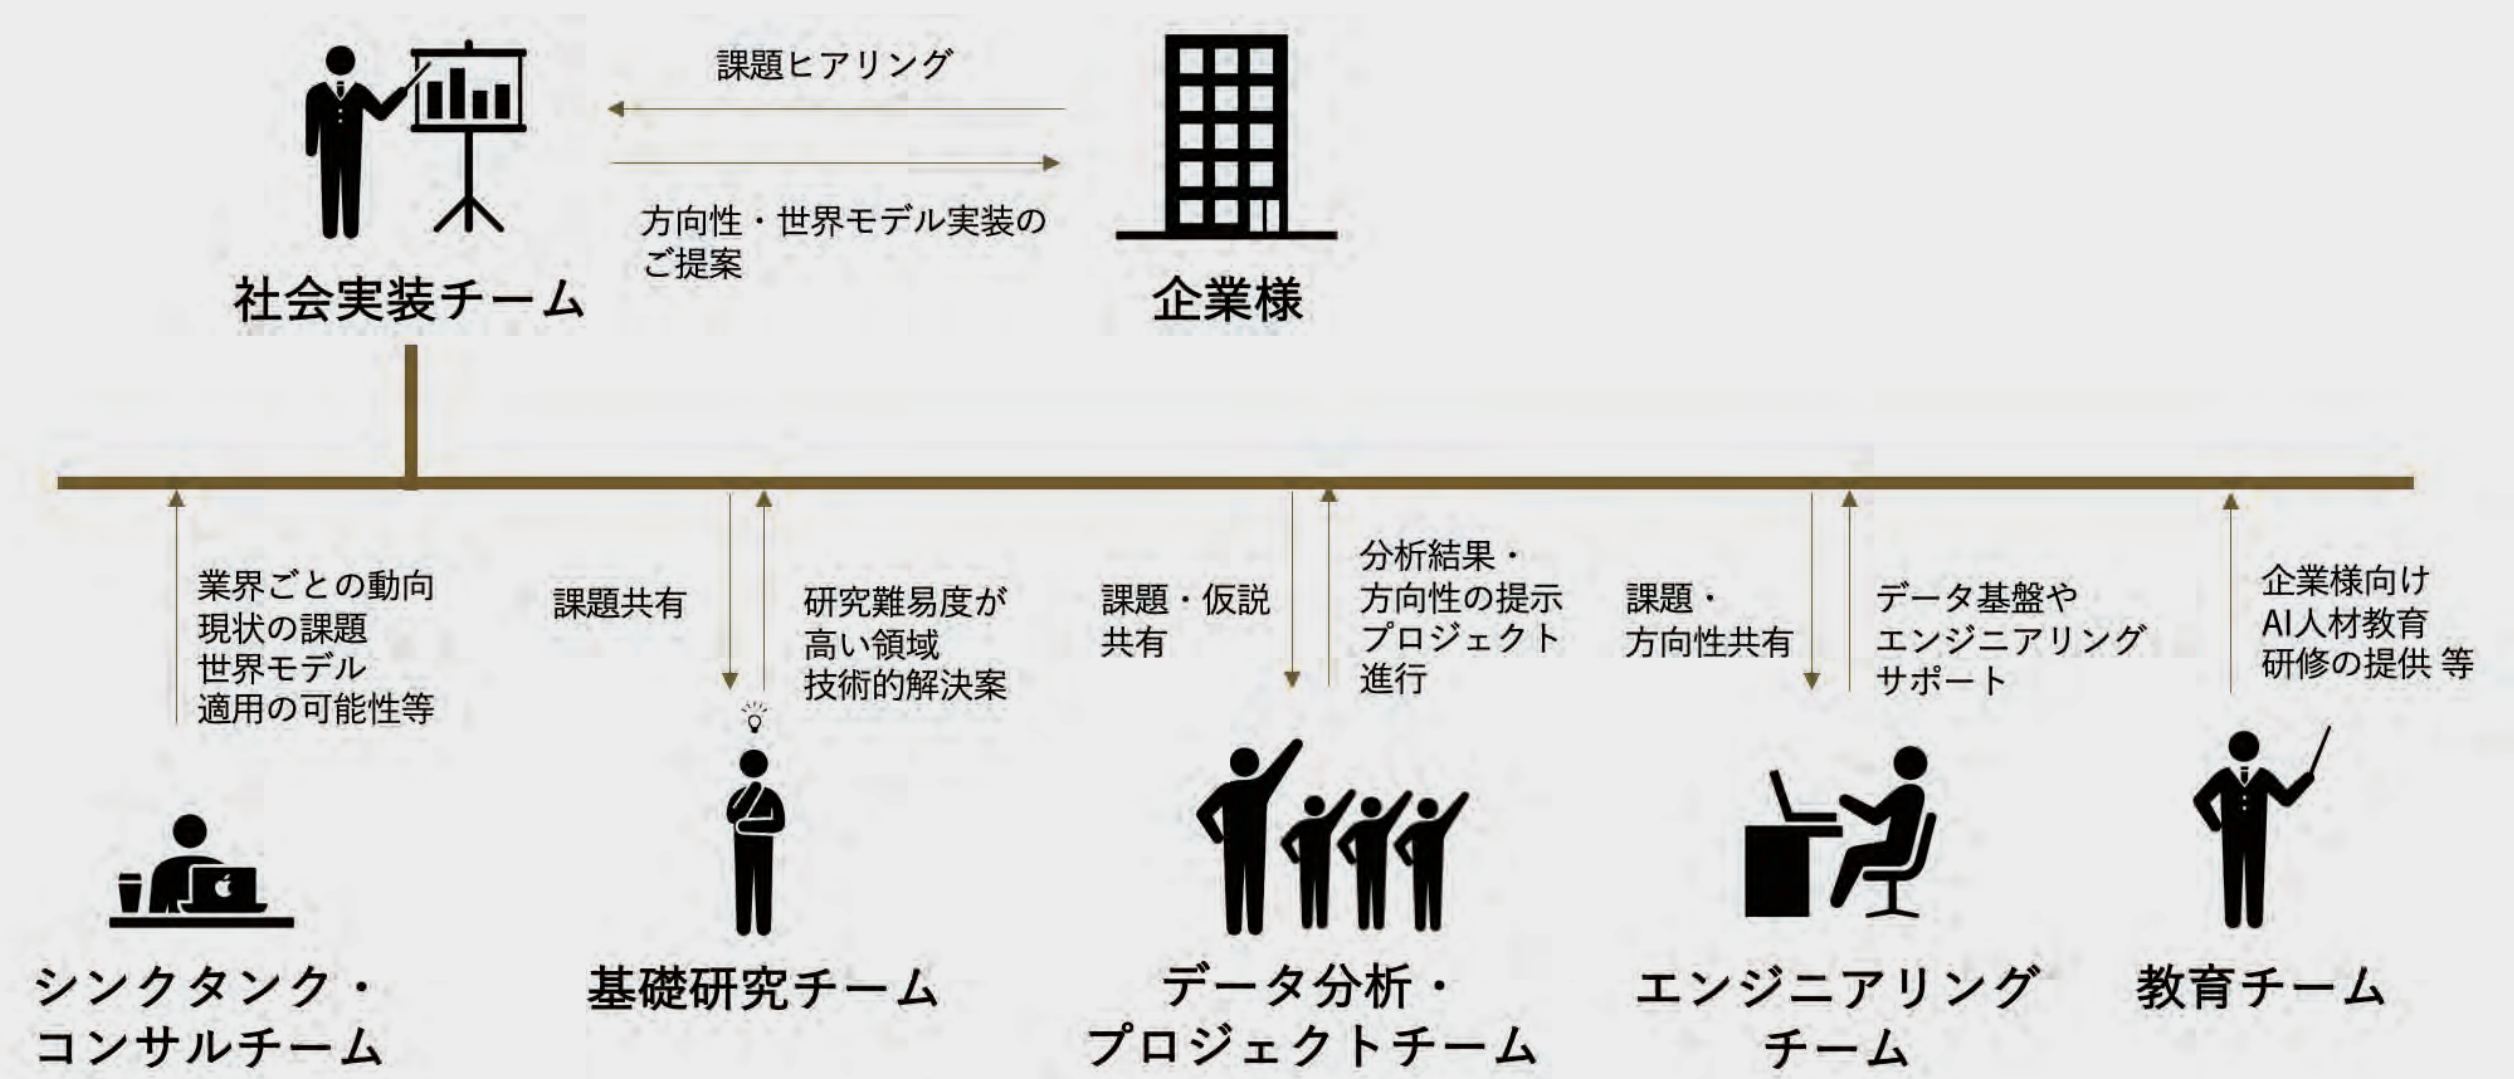 課題ヒアリング
方向性・世界モデル実装の
ご提案
社会実装チーム
企業様
業界ごとの動向
現状の課題
世界モデル
適用の可能性等
課題共有
研究難易度が
高い領域
技術的解決案
課題・仮説
共有
分析結果・
方向性の提示
プロジェクト
進行
課題・
方向性共有
データ基盤や
エンジニアリング
サポート
企業様向け
AI人材教育
研修の提供 等
シンクタンク・
コンサルチーム
基礎研究チーム
データ分析・
プロジェクトチーム
エンジニアリング
チーム
教育チーム